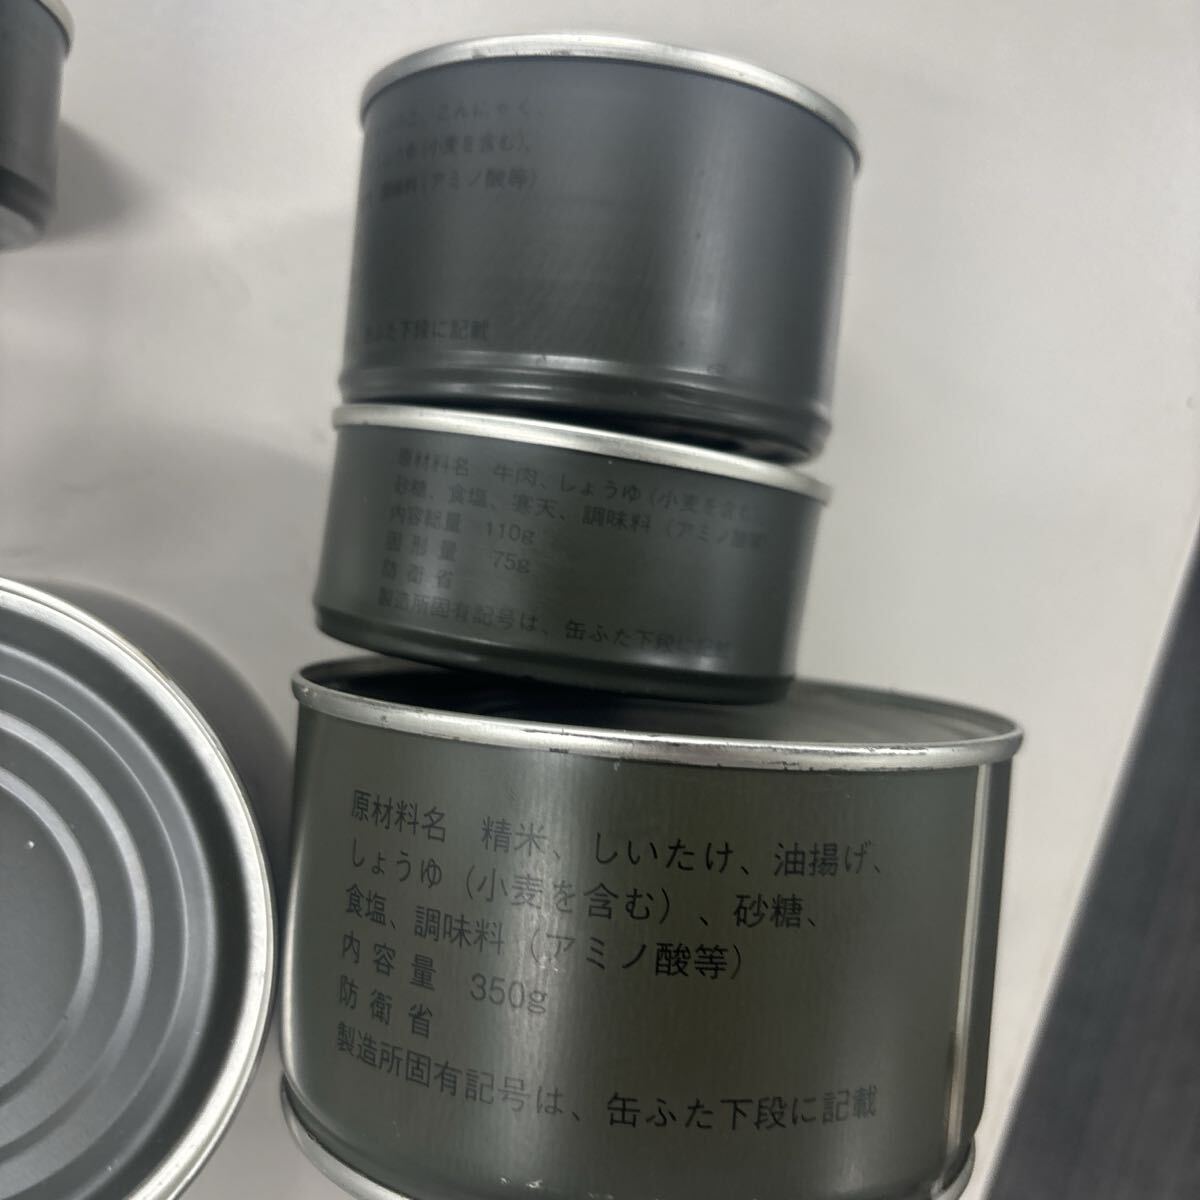 こんにゃく、
(小麦を含む)、
調味料(アミノ酸等)
ふた下段に記載
原材料名 牛肉、しょうゆ(小麦を含む、
砂糖、食塩、寒天、調味料(アミノ酸等)
内容総量 110g
固形量 75g
防衛省
製造所固有記号は、缶ふた下段に記載
原材料名 精米、しいたけ、油揚げ、
しょうゆ(小麦を含む)、砂糖、
食塩、調味料(アミノ酸等)
内容量 350g
防衛省
製造所固有記号は、缶ふた下段に記載